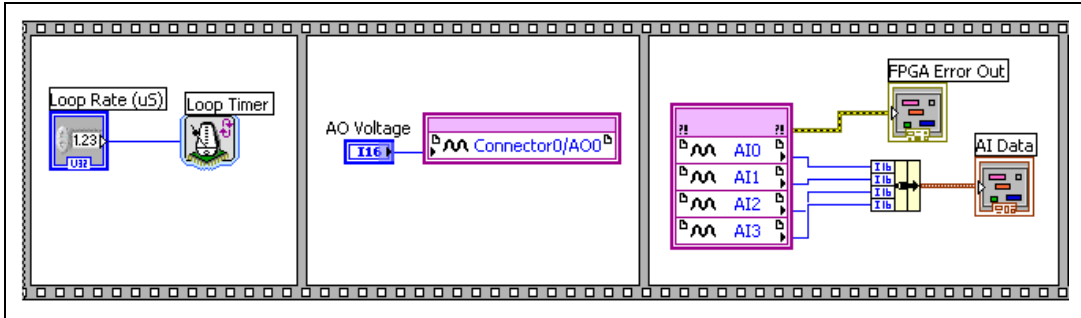 Loop Rate (uS)
1.23
U32
Loop Timer
AO Voltage
I16
Connector0/AO0
FPGA Error Out
?! ?!
AI0
AI1
AI2
AI3
I16
I16
I16
I16
AI Data